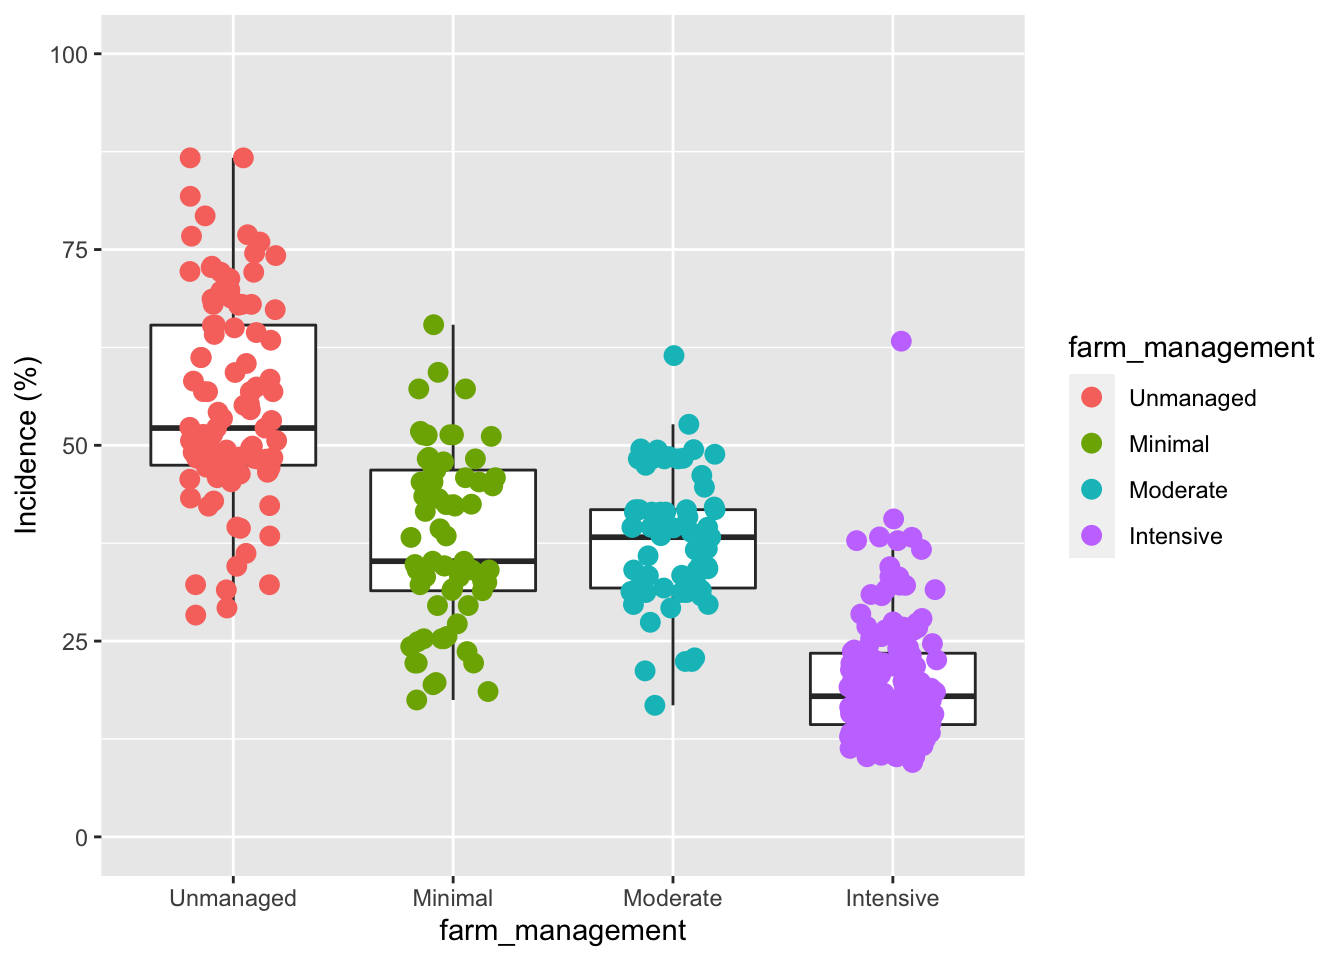 Incidence (%)
100
75
50
25
0
Unmanaged
Minimal
Moderate
Intensive
farm_management
farm_management
Unmanaged
Minimal
Moderate
Intensive